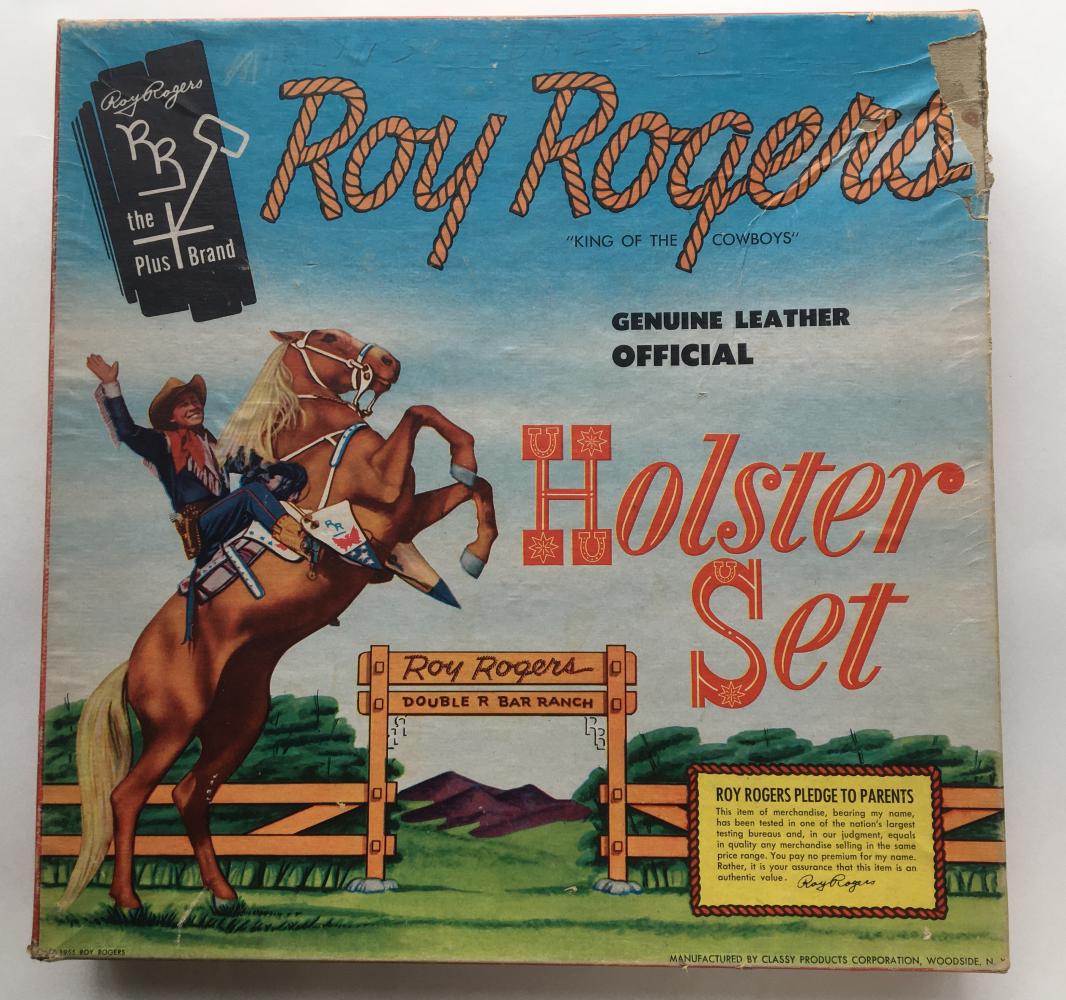 Roy Rogers
RR
the
Plus Brand
Roy Rogers
"KING OF THE COWBOYS"
GENUINE LEATHER
OFFICIAL
Holster
Set
RR
Roy Rogers
DOUBLE R BAR RANCH
R
RR
ROY ROGERS PLEDGE TO PARENTS
This item of merchandise, bearing my name,
has been tested in one of the nation's largest
testing bureaus and, in our judgment, equals
in quality any merchandise selling in the same
price range. You pay no premium for my name.
Rather, it is your assurance that this item is an
authentic value. Roy Rogers
1955 ROY ROGERS
MANUFACTURED BY CLASSY PRODUCTS CORPORATION, WOODSIDE, N.